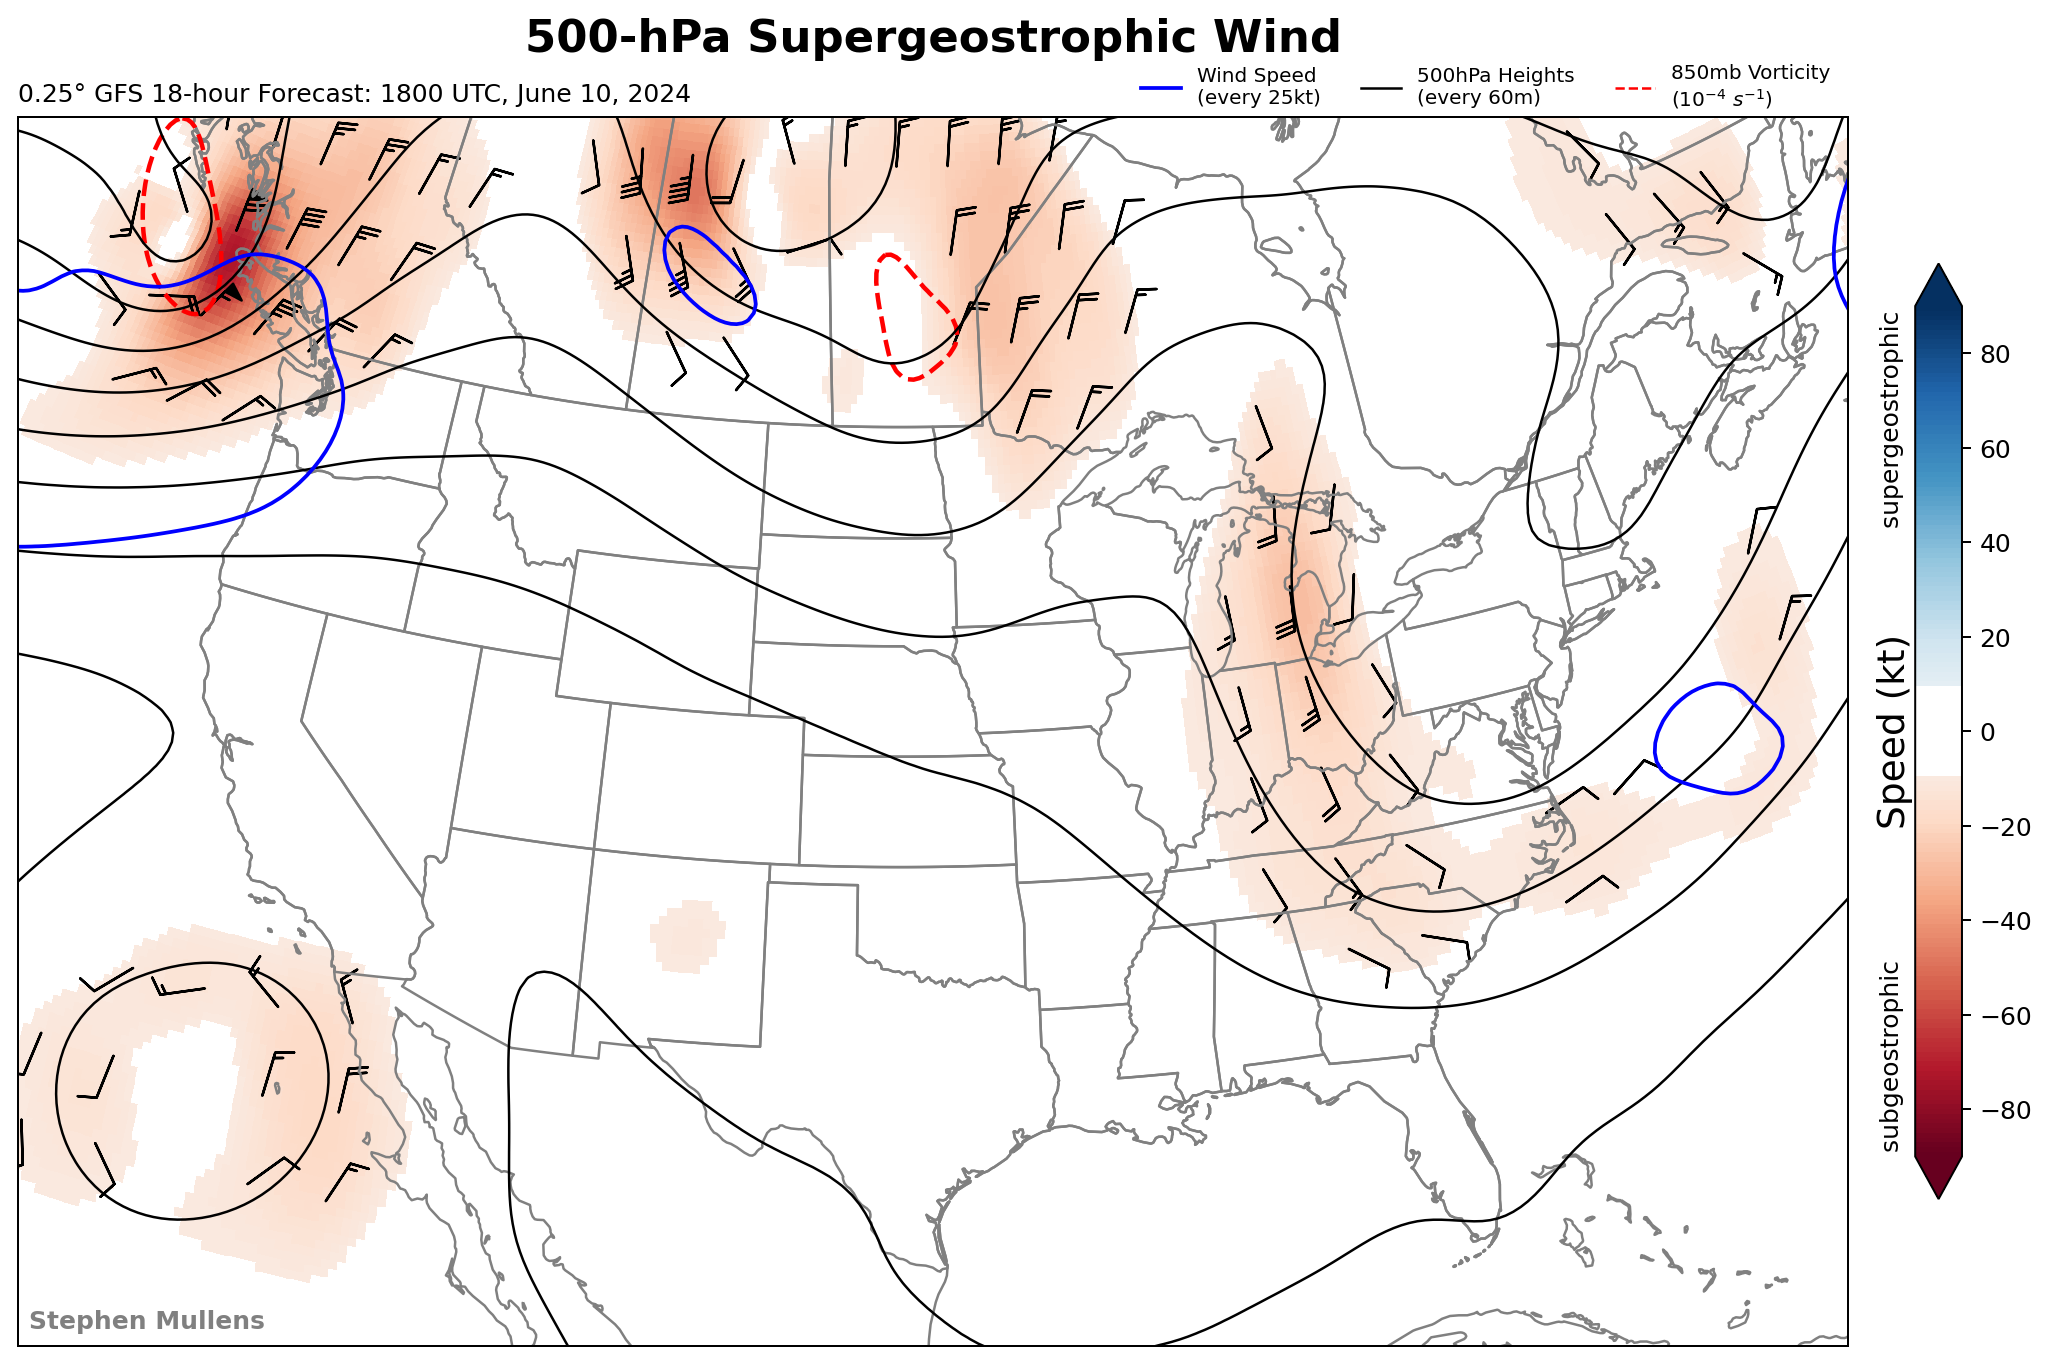 500-hPa Supergeostrophic Wind
0.25° GFS 18-hour Forecast: 1800 UTC, June 10, 2024
Wind Speed
(every 25kt)
500hPa Heights
(every 60m)
850mb Vorticity
(10⁻⁴ s⁻¹)
supergeostrophic
Speed (kt)
subgeostrophic
80
60
40
20
0
−20
−40
−60
−80
Stephen Mullens